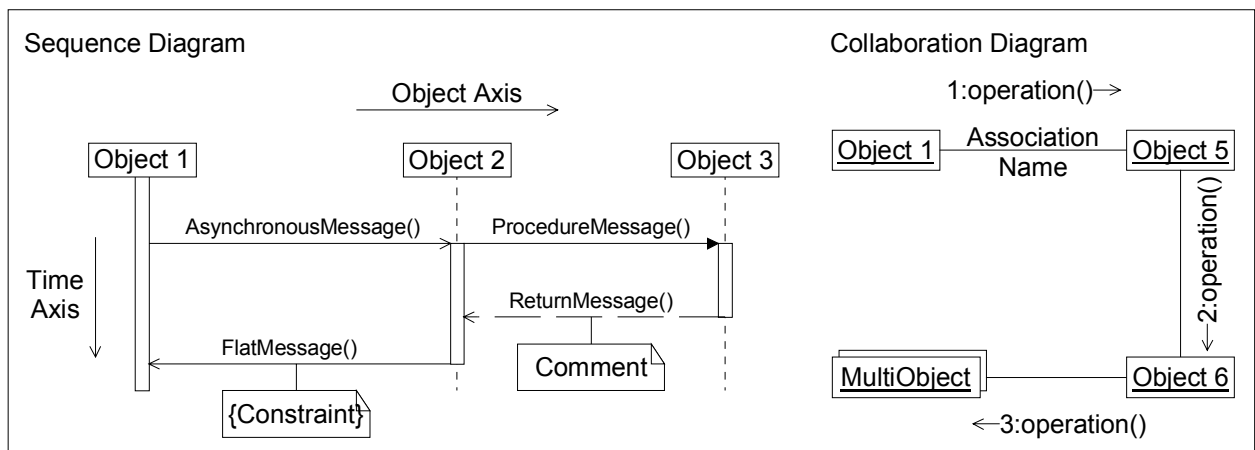 Sequence Diagram
Object Axis
Object 1
Object 2
Object 3
AsynchronousMessage()
ProcedureMessage()
Time
Axis
ReturnMessage()
FlatMessage()
Comment
{Constraint}
Collaboration Diagram
1:operation()
Object 1
Association
Name
Object 5
2:operation()
MultiObject
Object 6
3:operation()